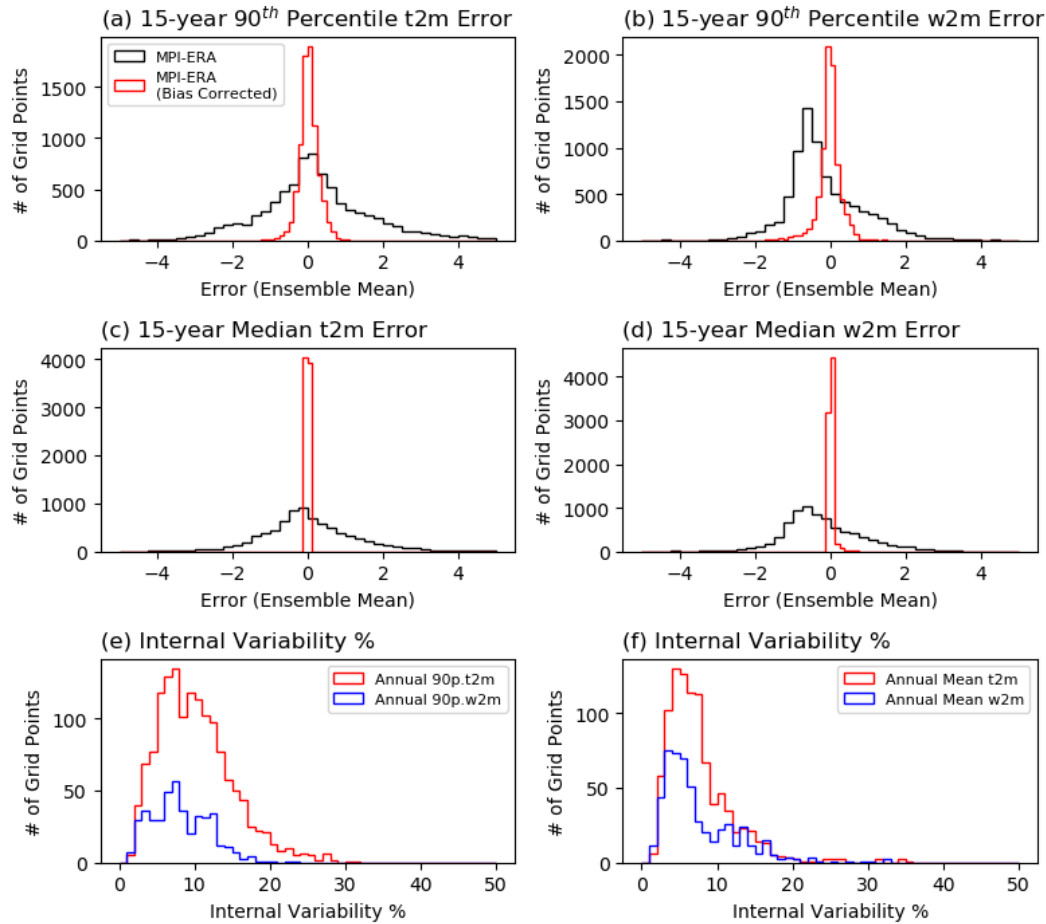 (a) 15-year 90th Percentile t2m Error
MPI-ERA
MPI-ERA
(Bias Corrected)
# of Grid Points
1500
1000
500
0
−4 −2 0 2 4
Error (Ensemble Mean)
(b) 15-year 90th Percentile w2m Error
# of Grid Points
2000
1500
1000
500
0
−4 −2 0 2 4
Error (Ensemble Mean)
(c) 15-year Median t2m Error
# of Grid Points
4000
3000
2000
1000
0
−4 −2 0 2 4
Error (Ensemble Mean)
(d) 15-year Median w2m Error
# of Grid Points
4000
3000
2000
1000
0
−4 −2 0 2 4
Error (Ensemble Mean)
(e) Internal Variability %
Annual 90p.t2m
Annual 90p.w2m
# of Grid Points
100
50
0
0 10 20 30 40 50
Internal Variability %
(f) Internal Variability %
Annual Mean t2m
Annual Mean w2m
# of Grid Points
100
50
0
0 10 20 30 40 50
Internal Variability %